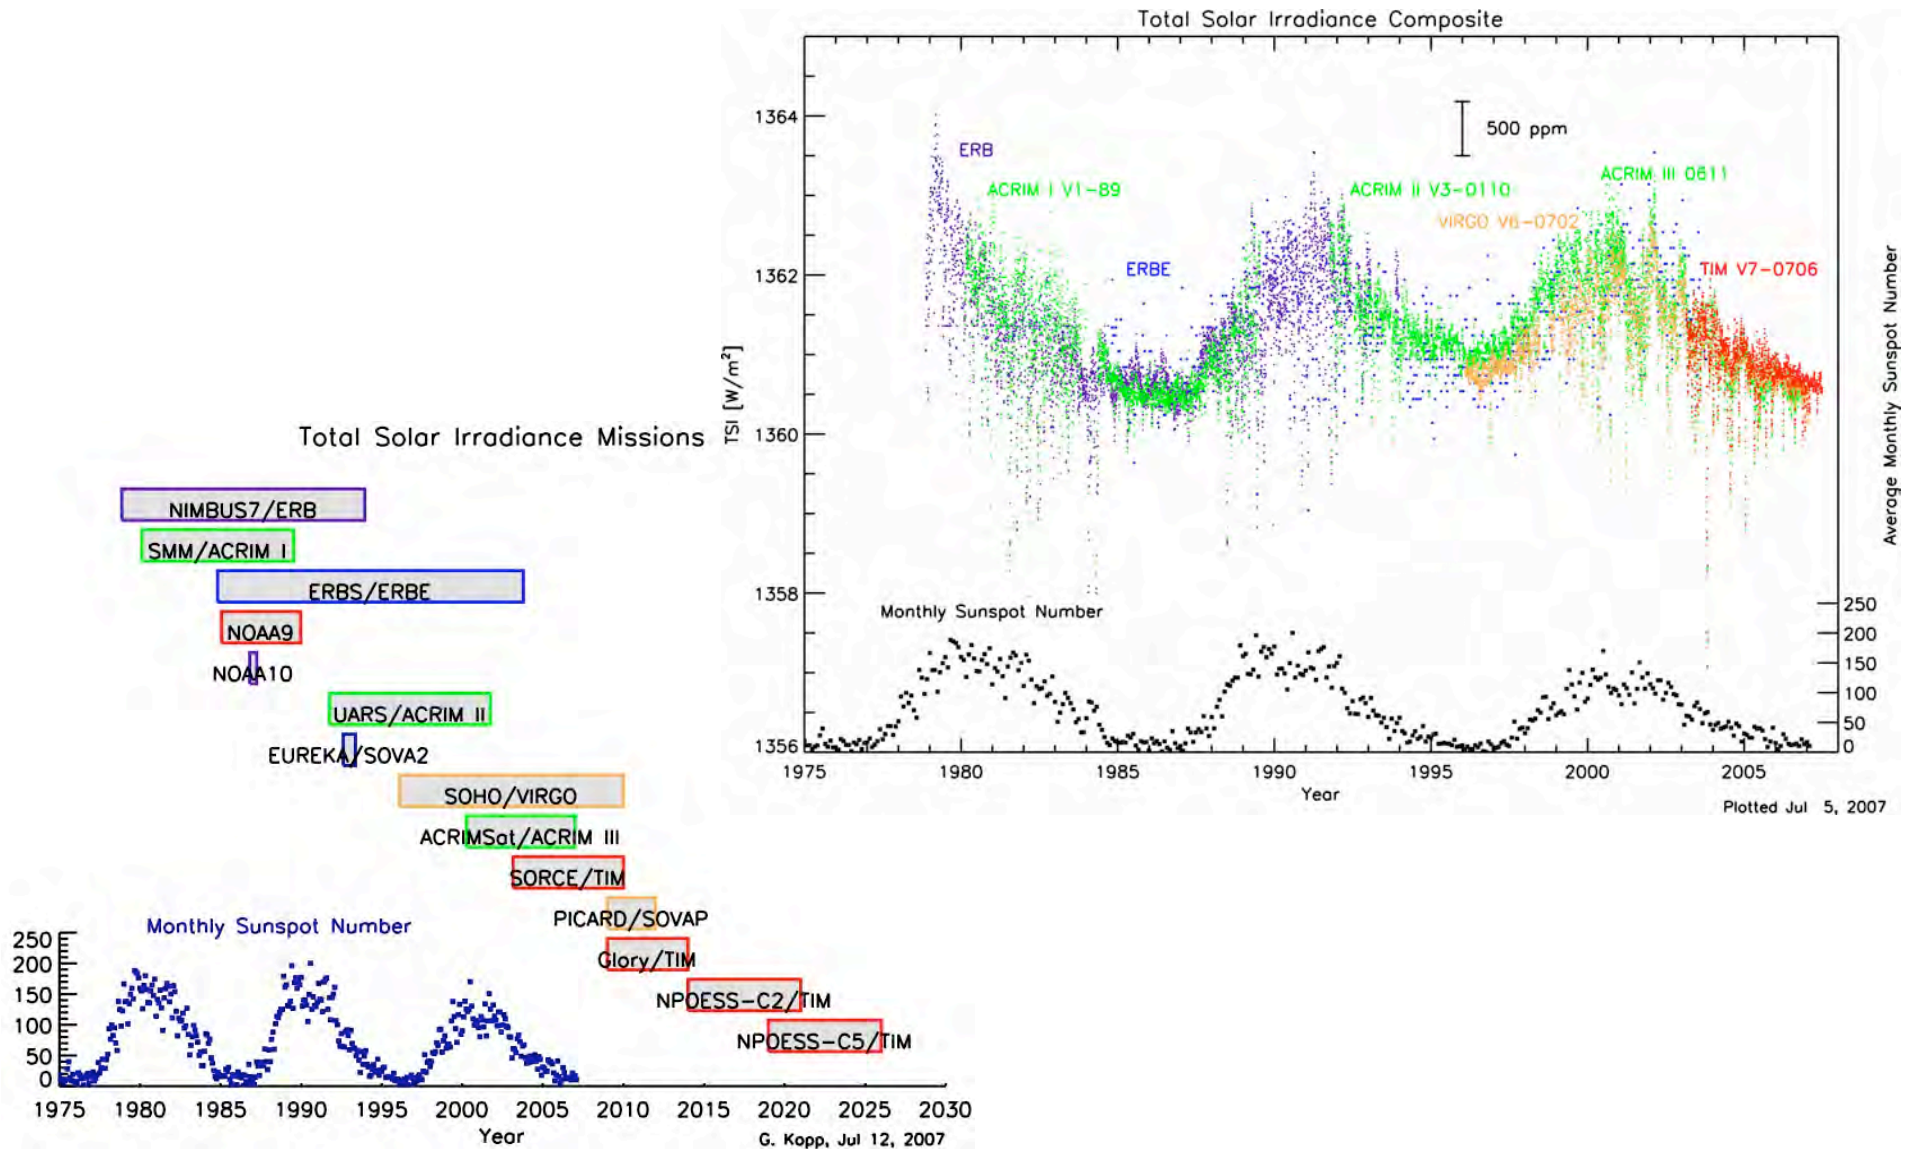 Total Solar Irradiance Composite
1364
1362
1360
1358
1356
TSI [W/m²]
500 ppm
ERB
ACRIM I V1-89
ERBE
ACRIM II V3-0110
VIRGO V6-0702
ACRIM III 0611
TIM V7-0706
Monthly Sunspot Number
250
200
150
100
50
0
Average Monthly Sunspot Number
1975 1980 1985 1990 1995 2000 2005
Year
Plotted Jul 5, 2007
Total Solar Irradiance Missions
NIMBUS7/ERB
SMM/ACRIM I
ERBS/ERBE
NOAA9
NOAA10
UARS/ACRIM II
EUREKA/SOVA2
SOHO/VIRGO
ACRIMSat/ACRIM III
SORCE/TIM
PICARD/SOVAP
Glory/TIM
NPOESS-C2/TIM
NPOESS-C5/TIM
Monthly Sunspot Number
250
200
150
100
50
0
1975 1980 1985 1990 1995 2000 2005 2010 2015 2020 2025 2030
Year
G. Kopp, Jul 12, 2007